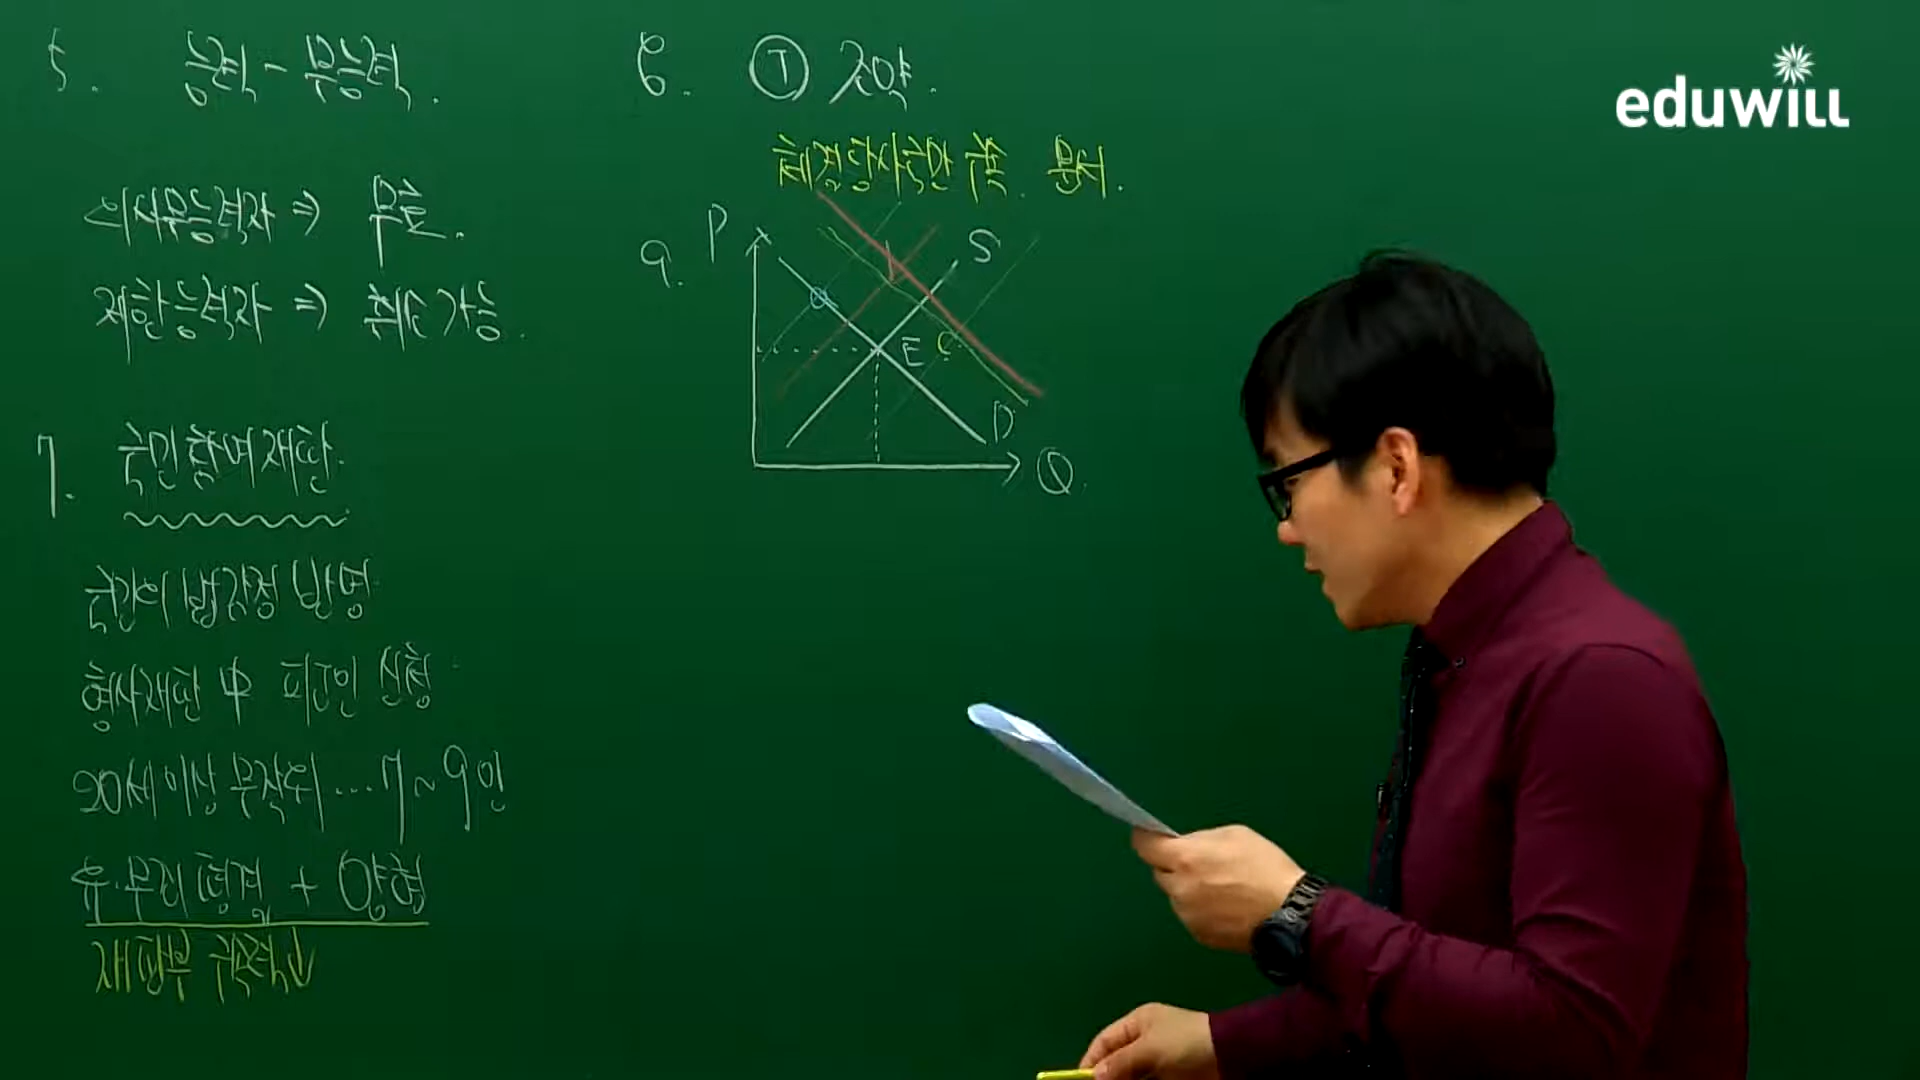 5. 능력 - 무능력.
의사무능력자 ⇒ 무효.
제한능력자 ⇒ 취소 가능.
7. 국민참여재판.
국민의 법감정 반영
형사재판 中 피고인 신청
20세 이상 무작위 … 7~9인
유·무죄 평결 + 양형
재판부 권력↓
6. ㉠ 조약.
체결당사국만 구속. 문서.
9. P
S
E
D
Q.
eduwill